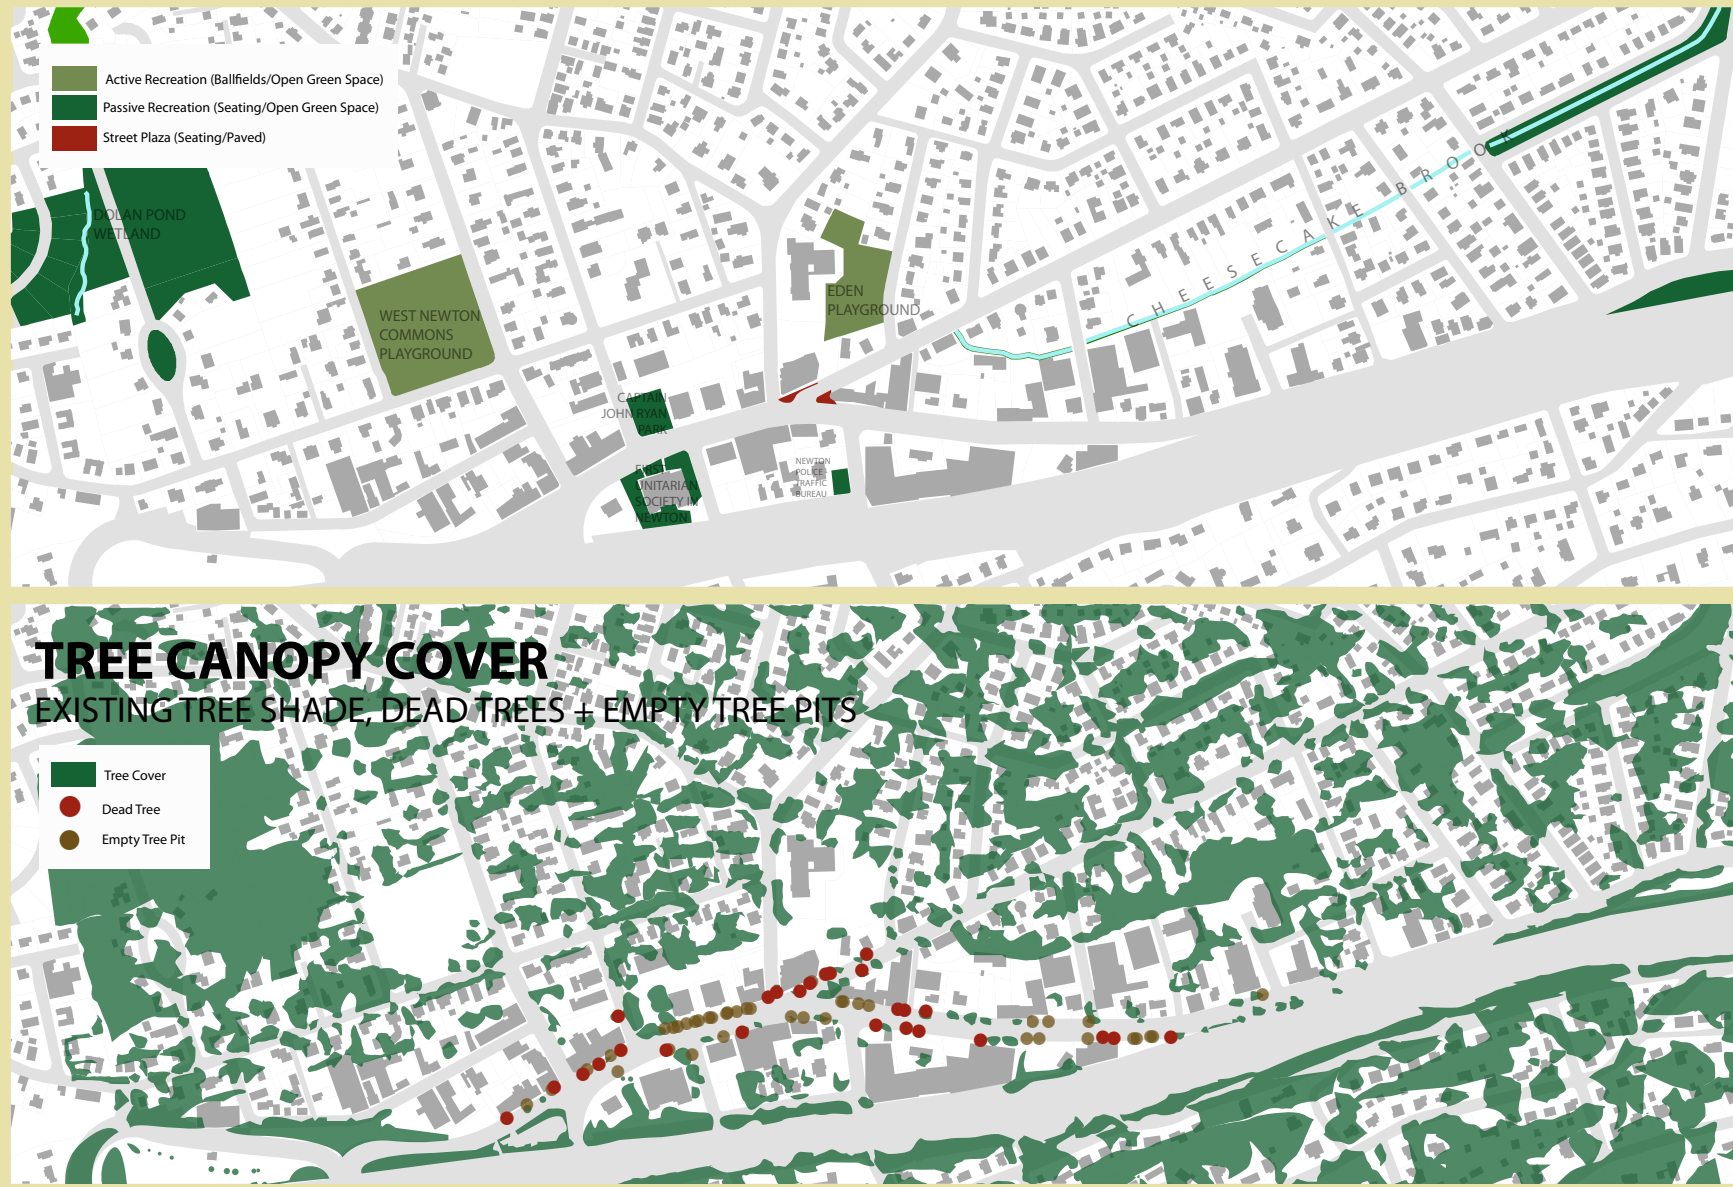 Active Recreation (Ballfields/Open Green Space)
Passive Recreation (Seating/Open Green Space)
Street Plaza (Seating/Paved)
DOLAN POND
WETLAND
WEST NEWTON
COMMONS
PLAYGROUND
EDEN
PLAYGROUND
CHEESECAKE BROOK
CAPTAIN
JOHN RYAN
PARK
FIRST
UNITARIAN
SOCIETY IN
NEWTON
NEWTON
POLICE
TRAFFIC
BUREAU
TREE CANOPY COVER
EXISTING TREE SHADE, DEAD TREES + EMPTY TREE PITS
Tree Cover
Dead Tree
Empty Tree Pit